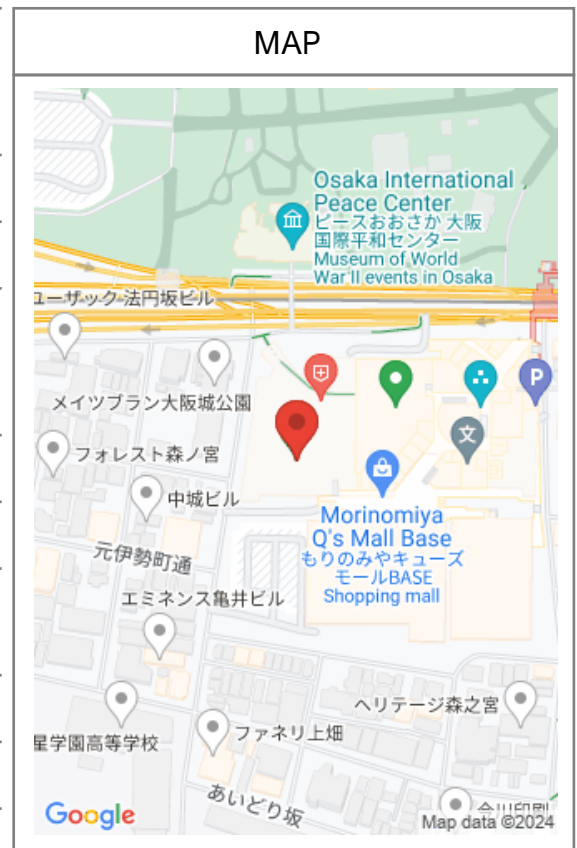 MAP
Osaka International
Peace Center
ピースおおさか 大阪
国際平和センター
Museum of World
War II events in Osaka
ユーザック 法円坂ビル
メイツブラン大阪城公園
P
文
フォレスト森ノ宮
中城ビル
Morinomiya
Q's Mall Base
もりのみやキューズ
モールBASE
Shopping mall
元伊勢町通
エミネンス亀井ビル
ヘリテージ森之宮
星学園高等学校
ファネリ上畑
あいどり坂
Google
Map data ©2024